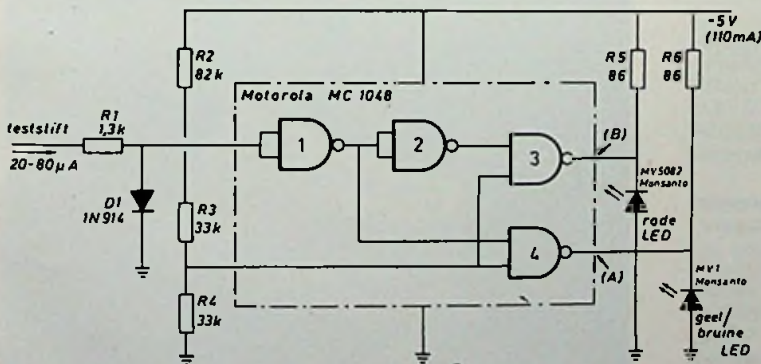 -5V
(110mA)
R2
82k
R5
86
R6
86
Motorola MC 1048
R1
1,3k
teststift
20-80µA
1
2
3
4
(B)
MV5082
Monsanto
rode
LED
D1
1N914
R3
33k
(A)
R4
33k
MV1
Monsanto
geel/
bruine
LED